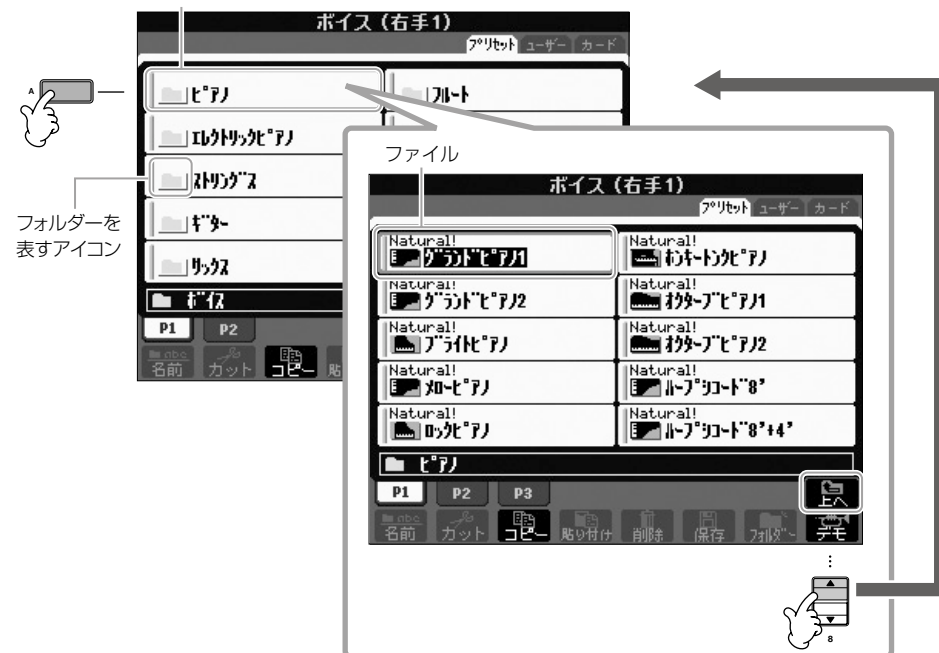 ボイス (右手1)
プリセット ユーザー カード
A
ピアノ
フルート
エレクトリックピアノ
ストリングス
ギター
サックス
ボイス
P1 P2
名前 カット コピー 貼
フォルダーを
表すアイコン
ファイル
ボイス (右手1)
プリセット ユーザー カード
Natural!
グランドピアノ1
Natural!
ホンキートンクピアノ
Natural!
グランドピアノ2
Natural!
オクターブピアノ1
Natural!
ブライトピアノ
Natural!
オクターブピアノ2
Natural!
メローピアノ
Natural!
ハープシコード8'
Natural!
ロックピアノ
Natural!
ハープシコード8'+4'
ピアノ
P1 P2 P3
上へ
名前 カット コピー 貼り付け 削除 保存 フォルダー デモ
8